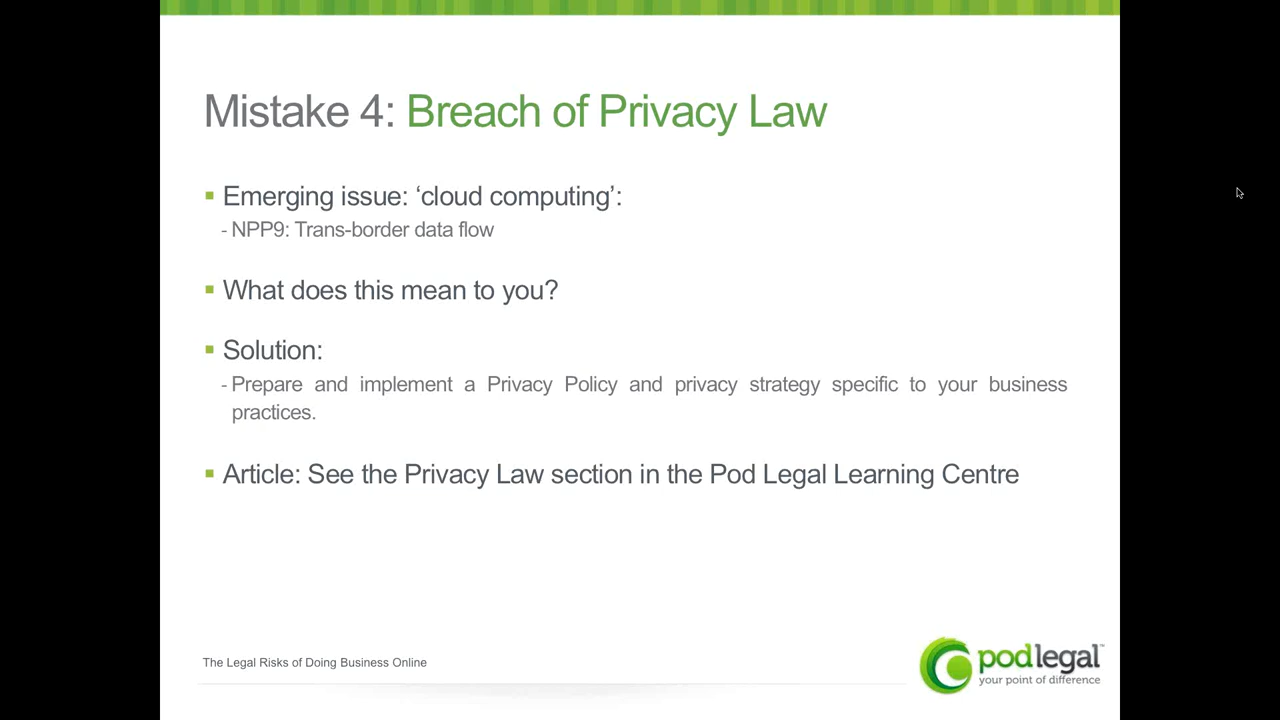 Mistake 4: Breach of Privacy Law
▪ Emerging issue: ‘cloud computing’:
- NPP9: Trans-border data flow
▪ What does this mean to you?
▪ Solution:
- Prepare and implement a Privacy Policy and privacy strategy specific to your business
practices.
▪ Article: See the Privacy Law section in the Pod Legal Learning Centre
The Legal Risks of Doing Business Online
podlegal™
your point of difference